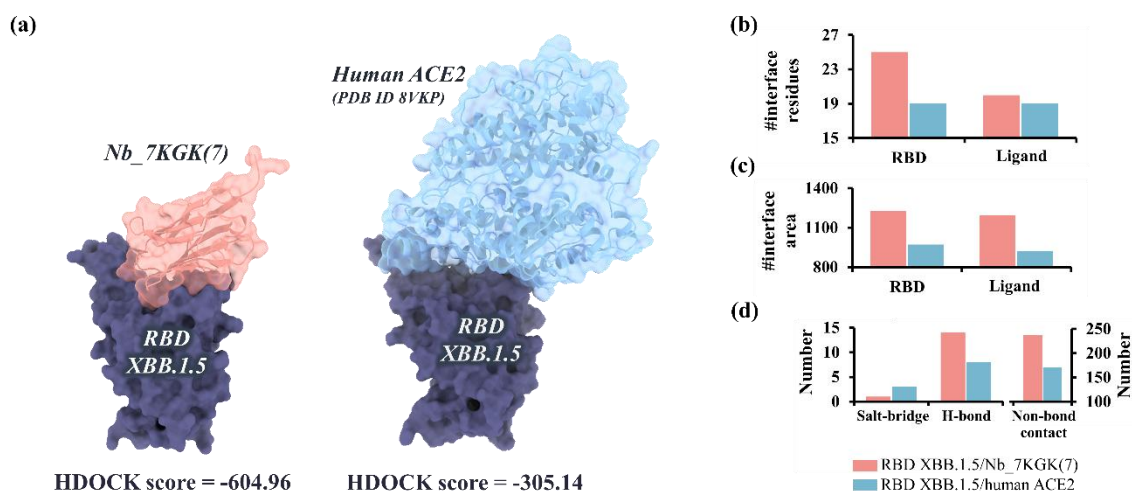 (a)
Human ACE2
(PDB ID 8VKP)
Nb_7KGK(7)
RBD
XBB.1.5
RBD
XBB.1.5
HDOCK score = -604.96
HDOCK score = -305.14
(b)
#interface
residues
27
23
19
15
RBD
Ligand
(c)
#interface
area
1400
1100
800
RBD
Ligand
(d)
Number
15
10
5
0
250
200
150
100
Number
Salt-bridge
H-bond
Non-bond
contact
RBD XBB.1.5/Nb_7KGK(7)
RBD XBB.1.5/human ACE2